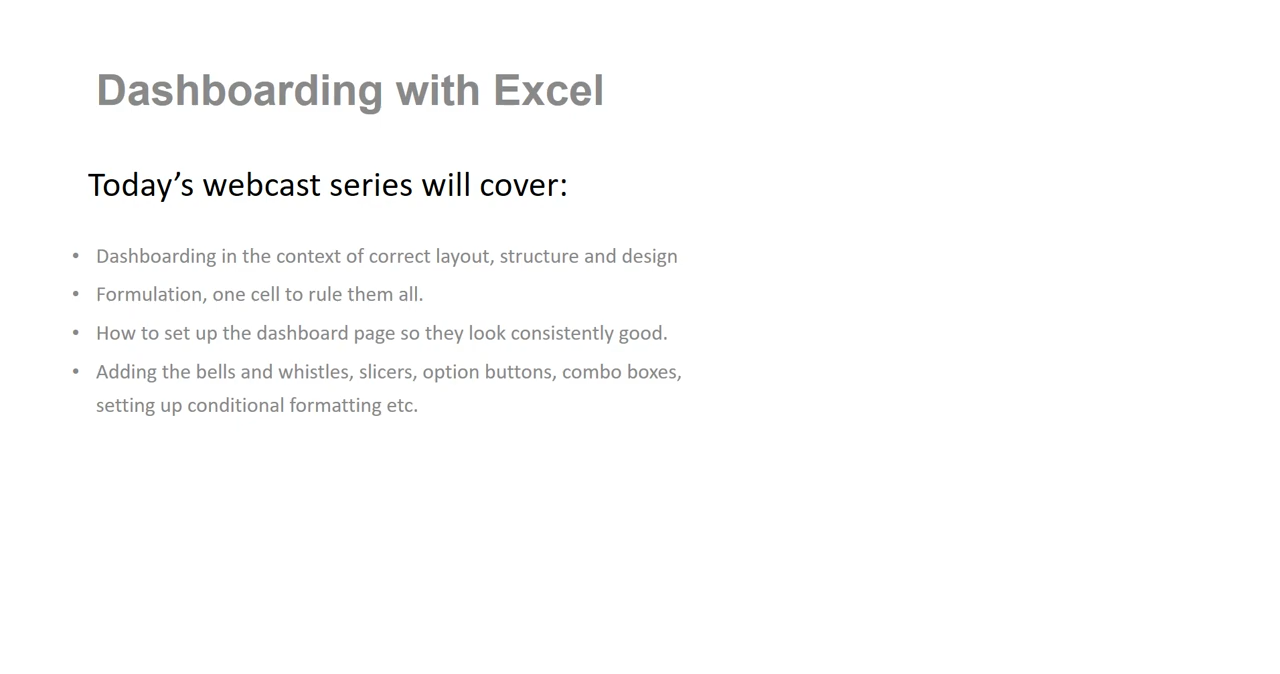 Dashboarding with Excel
Today’s webcast series will cover:
• Dashboarding in the context of correct layout, structure and design
• Formulation, one cell to rule them all.
• How to set up the dashboard page so they look consistently good.
• Adding the bells and whistles, slicers, option buttons, combo boxes,
setting up conditional formatting etc.